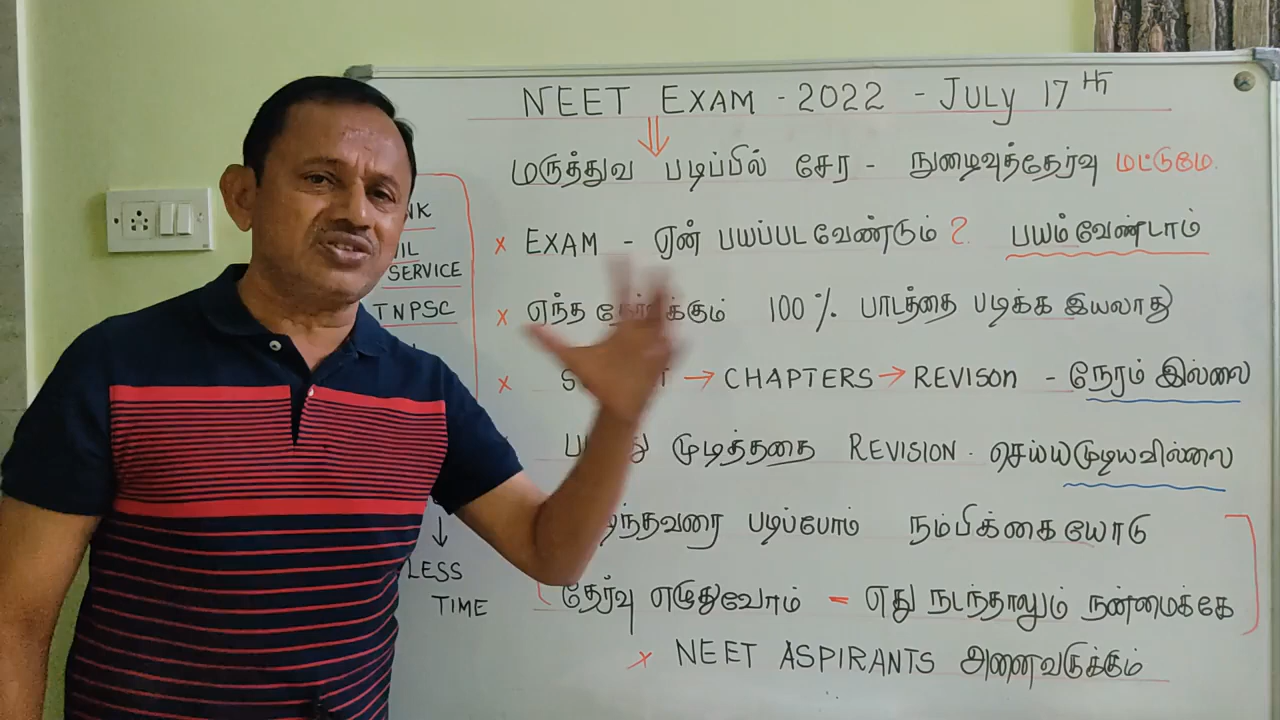 NEET EXAM - 2022 - JULY 17TH
மருத்துவ படிப்பில் சேர - நுழைவுத்தேர்வு மட்டுமே.
× EXAM - ஏன் பயப்படவேண்டும் ? பயம்வேண்டாம்
× எந்த 100 % பாடத்தை படிக்க இயலாது
× → CHAPTERS → REVISON - நேரம் இல்லை
முடித்ததை REVISION - செய்யமுடியவில்லை
படிப்போம் நம்பிக்கையோடு
தேர்வு எழுதுவோம் = எது நடந்தாலும் நன்மைக்கே
× NEET ASPIRANTS அனைவருக்கும்
SERVICE
TNPSC
↓
LESS
TIME